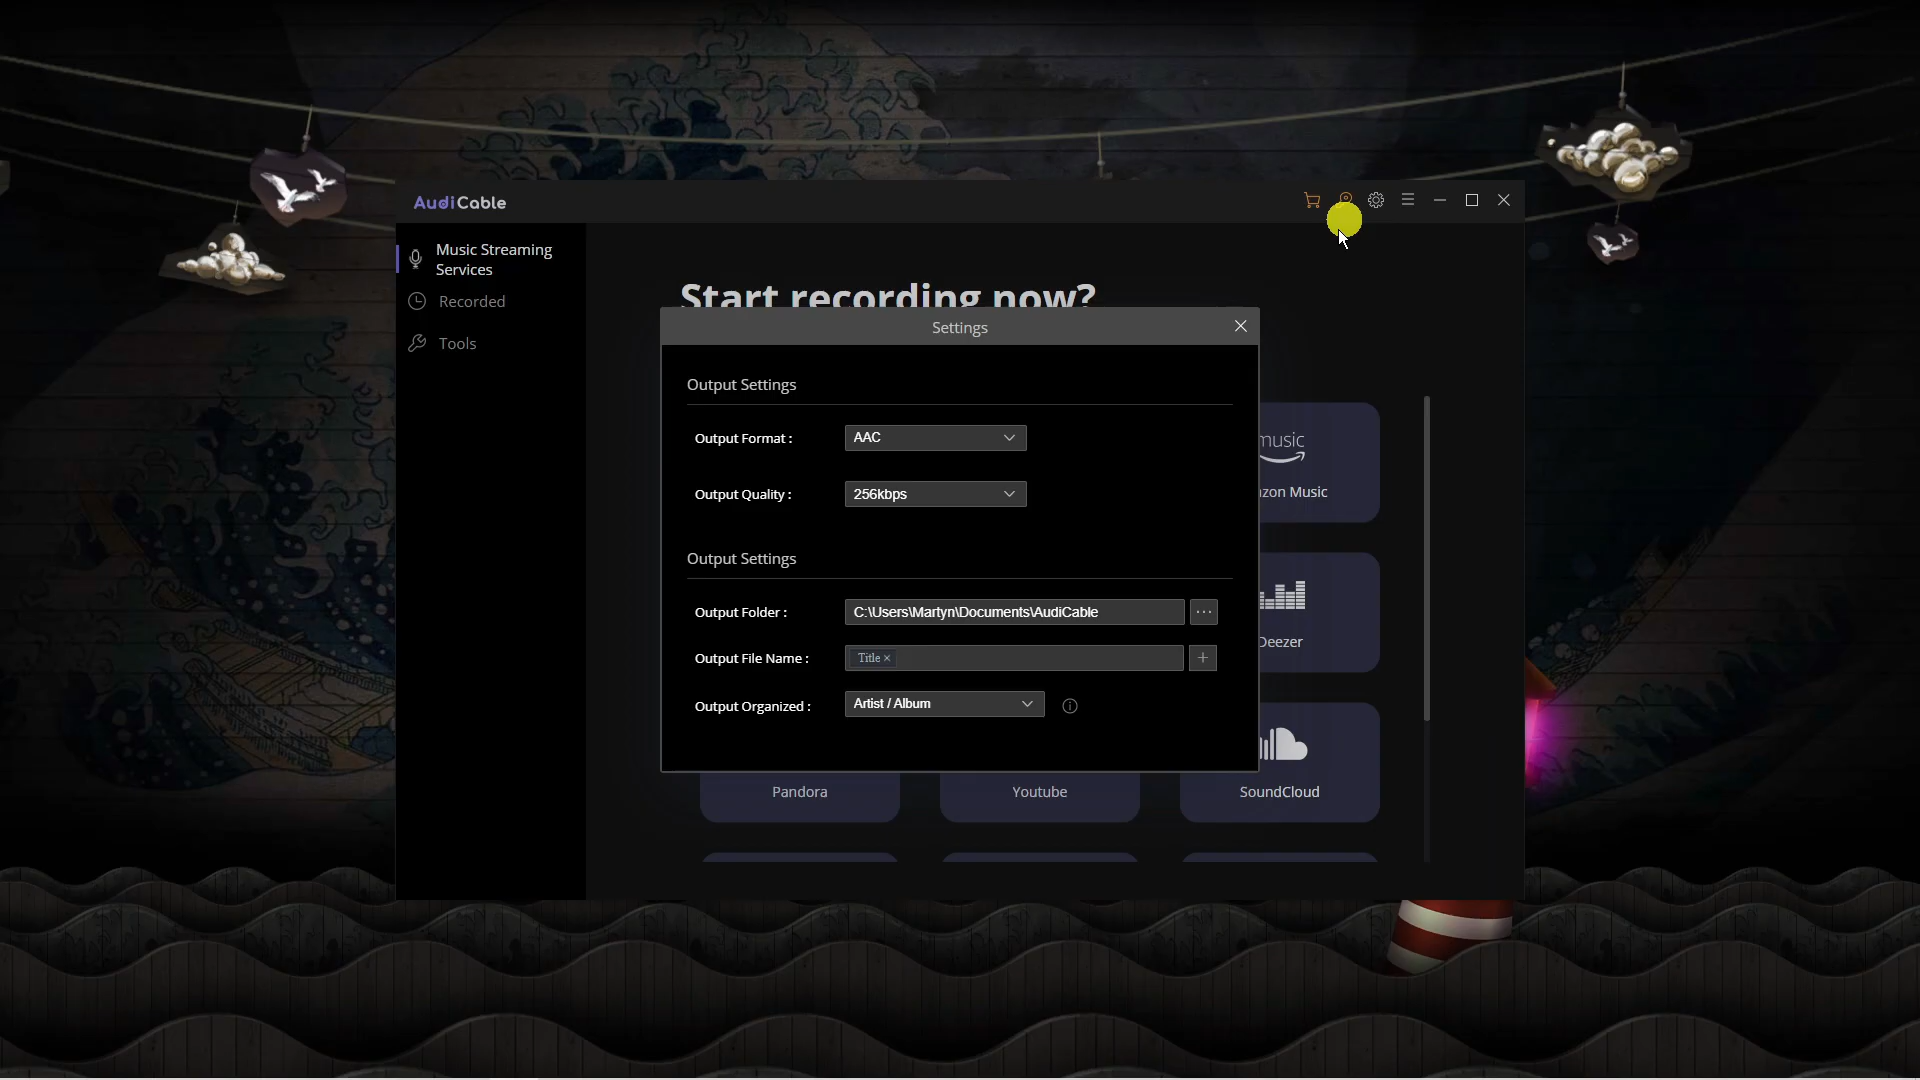 AudiCable
Music Streaming
Services
Recorded
Tools
Start recording now?
Settings
Output Settings
Output Format :
AAC
Output Quality :
256kbps
Output Settings
Output Folder :
C:\Users\Martyn\Documents\AudiCable
Output File Name :
Title ×
Output Organized :
Artist / Album
music
zon Music
Deezer
Pandora
Youtube
SoundCloud